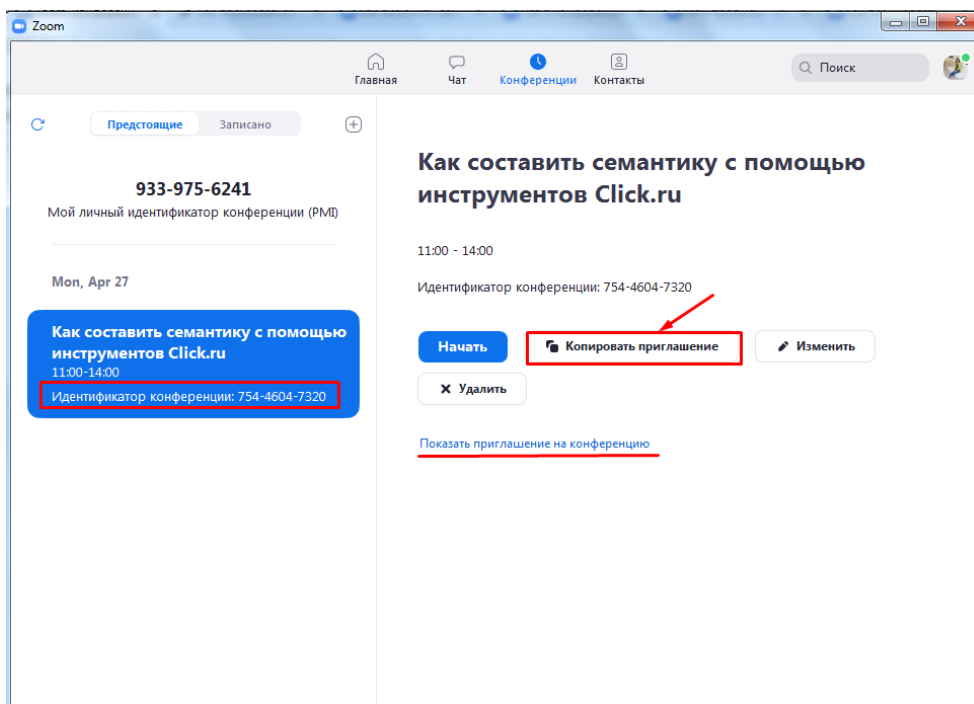 Zoom
Главная
Чат
Конференции
Контакты
Поиск
Предстоящие
Записано
933-975-6241
Мой личный идентификатор конференции (PMI)
Mon, Apr 27
Как составить семантику с помощью
инструментов Click.ru
11:00-14:00
Идентификатор конференции: 754-4604-7320
Как составить семантику с помощью
инструментов Click.ru
11:00 - 14:00
Идентификатор конференции: 754-4604-7320
Начать
Копировать приглашение
Изменить
Удалить
Показать приглашение на конференцию